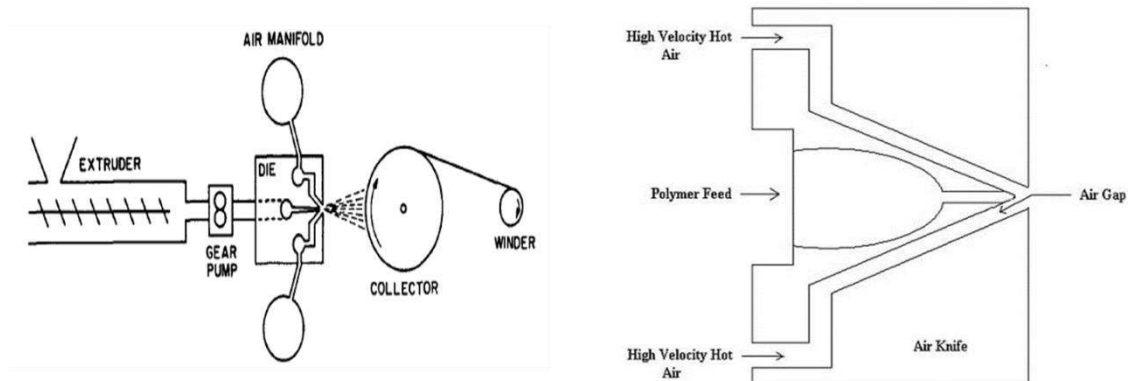 AIR MANIFOLD
EXTRUDER
DIE
GEAR
PUMP
COLLECTOR
WINDER
High Velocity Hot
Air
Polymer Feed
Air Gap
High Velocity Hot
Air
Air Knife